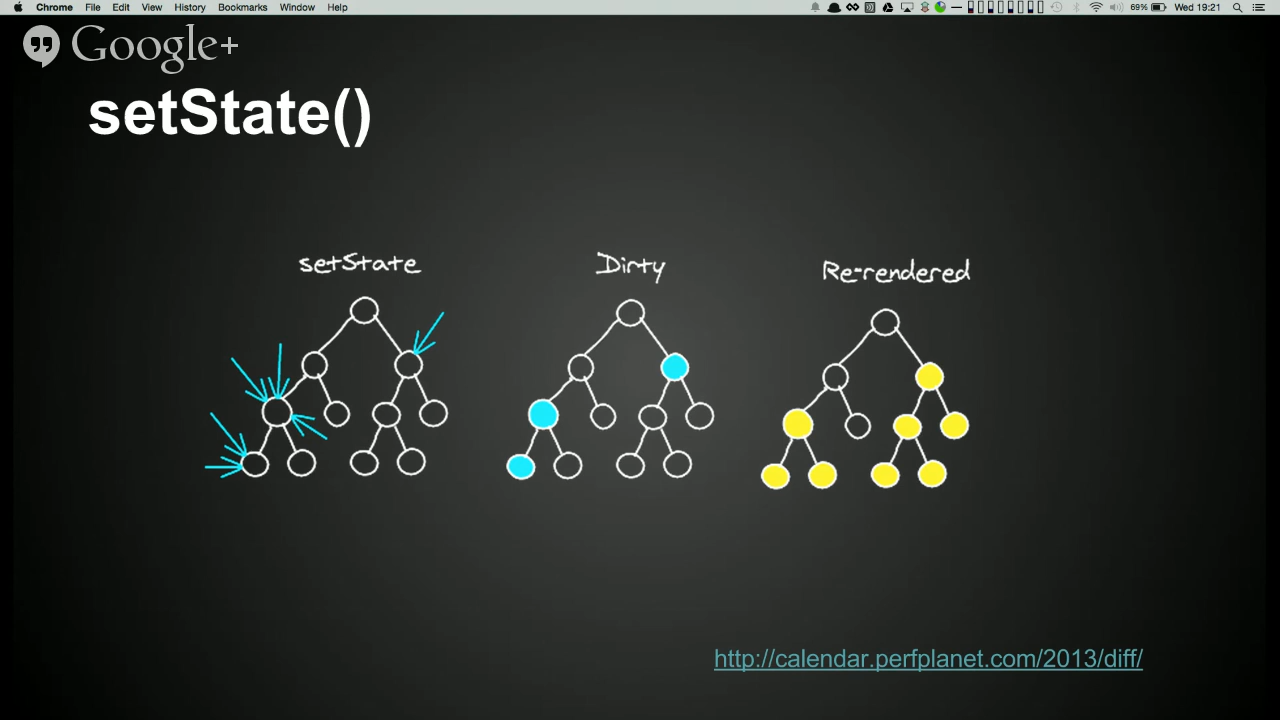 Chrome File Edit View History Bookmarks Window Help 69% Wed 19:21
Google+
setState()
setState Dirty Re-rendered
http://calendar.perfplanet.com/2013/diff/